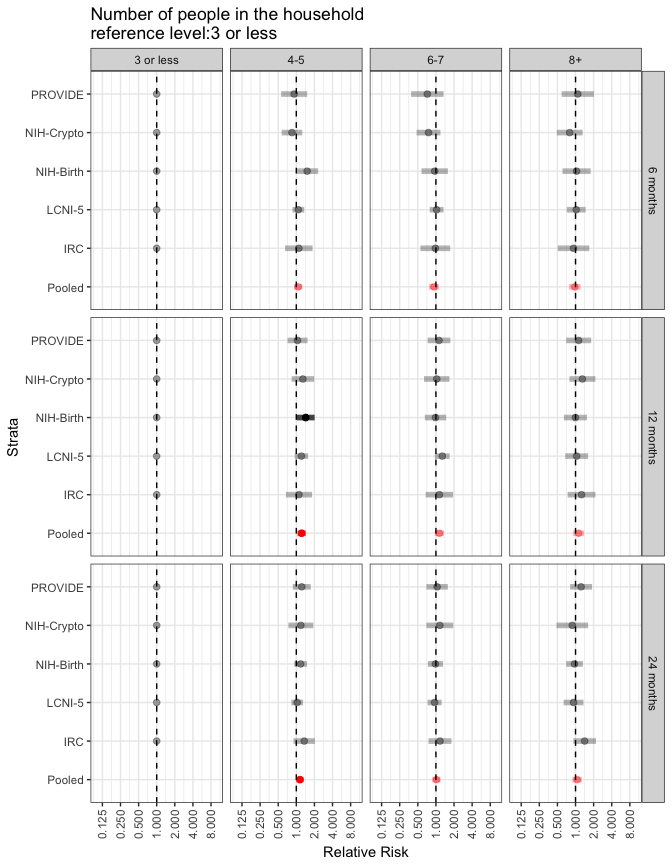 Number of people in the household
reference level:3 or less
3 or less
4-5
6-7
8+
PROVIDE
NIH-Crypto
NIH-Birth
LCNI-5
IRC
Pooled
6 months
PROVIDE
NIH-Crypto
NIH-Birth
LCNI-5
IRC
Pooled
12 months
PROVIDE
NIH-Crypto
NIH-Birth
LCNI-5
IRC
Pooled
24 months
Strata
0.125 0.250 0.500 1.000 2.000 4.000 8.000
0.125 0.250 0.500 1.000 2.000 4.000 8.000
0.125 0.250 0.500 1.000 2.000 4.000 8.000
0.125 0.250 0.500 1.000 2.000 4.000 8.000
Relative Risk